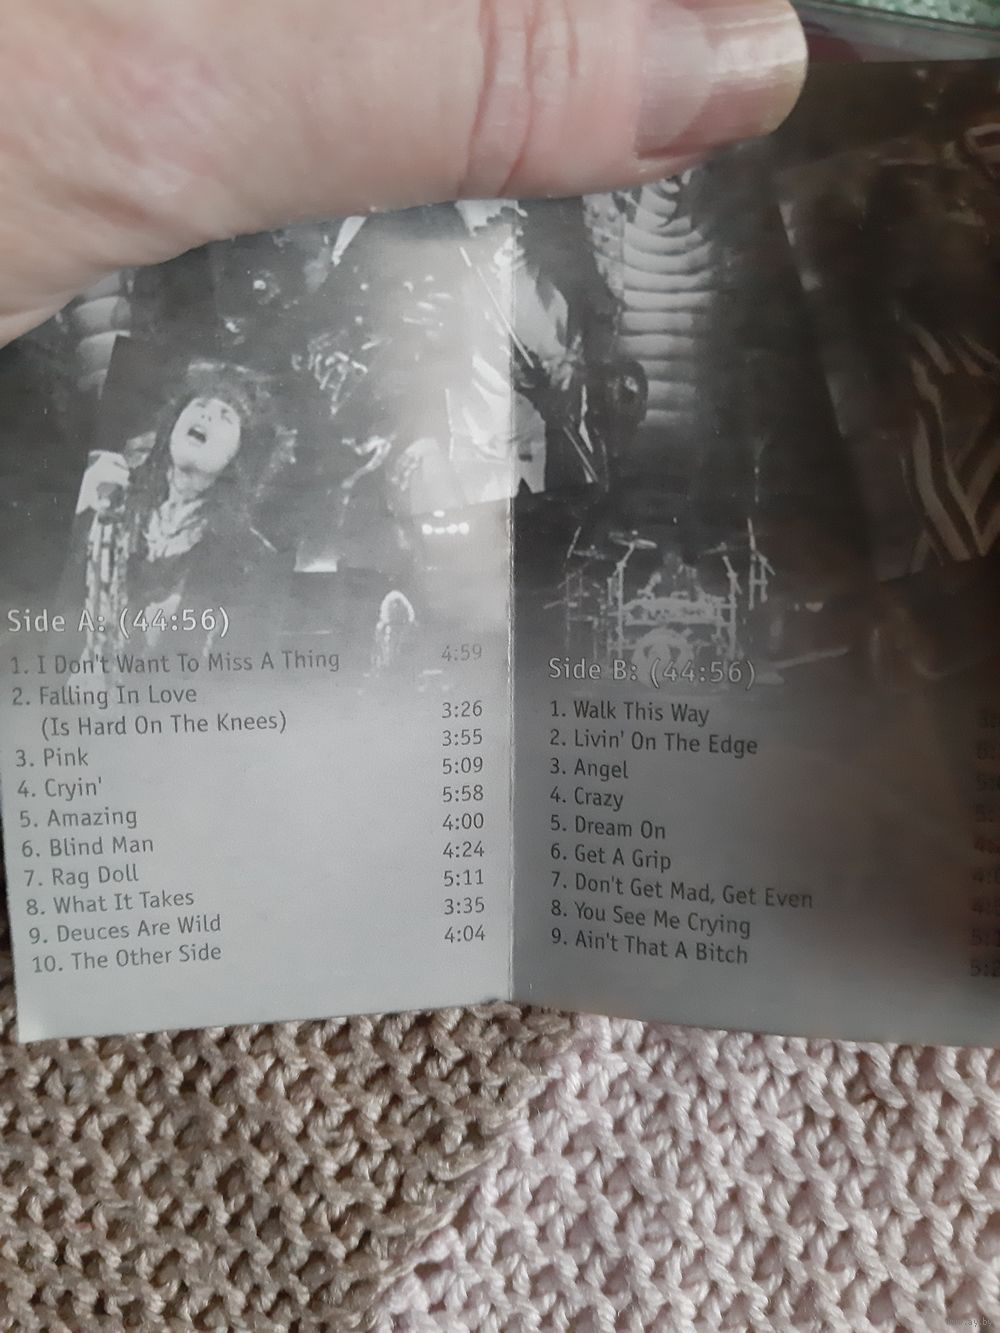 Side A: (44:56)
1. I Don't Want To Miss A Thing 4:59
2. Falling In Love
(Is Hard On The Knees) 3:26
3. Pink 3:55
4. Cryin' 5:09
5. Amazing 5:58
6. Blind Man 4:00
7. Rag Doll 4:24
8. What It Takes 5:11
9. Deuces Are Wild 3:35
10. The Other Side 4:04
Side B: (44:56)
1. Walk This Way
2. Livin' On The Edge
3. Angel
4. Crazy
5. Dream On
6. Get A Grip
7. Don't Get Mad, Get Even
8. You See Me Crying
9. Ain't That A Bitch